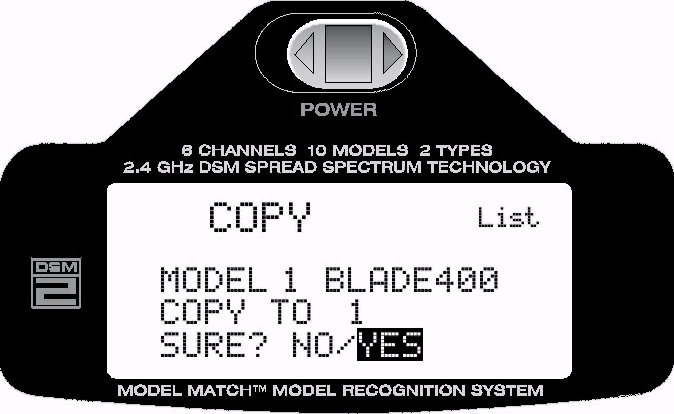 POWER
6 CHANNELS 10 MODELS 2 TYPES
2.4 GHz DSM SPREAD SPECTRUM TECHNOLOGY
COPY List
DSM
2
MODEL 1 BLADE400
COPY TO 1
SURE? NO/YES
MODEL MATCH™ MODEL RECOGNITION SYSTEM